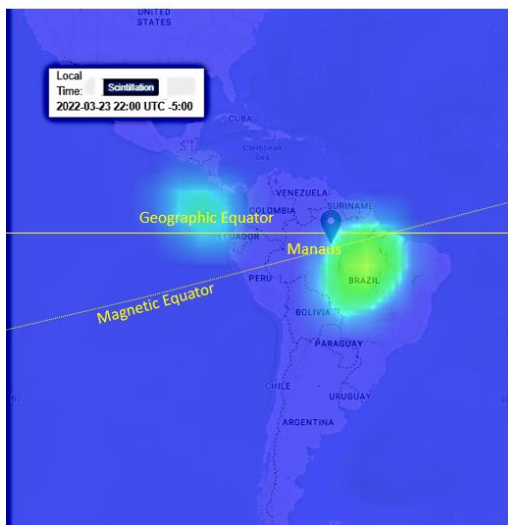 UNITED
STATES
Local
Time:
Scintillation
2022-03-23 22:00 UTC -5:00
CUBA
Caribbean
Sea
VENEZUELA
SURINAME
COLOMBIA
Geographic Equator
ECUADOR
Manaus
PERU
BRAZIL
Magnetic Equator
BOLIVIA
PARAGUAY
CHILE
URUGUAY
ARGENTINA